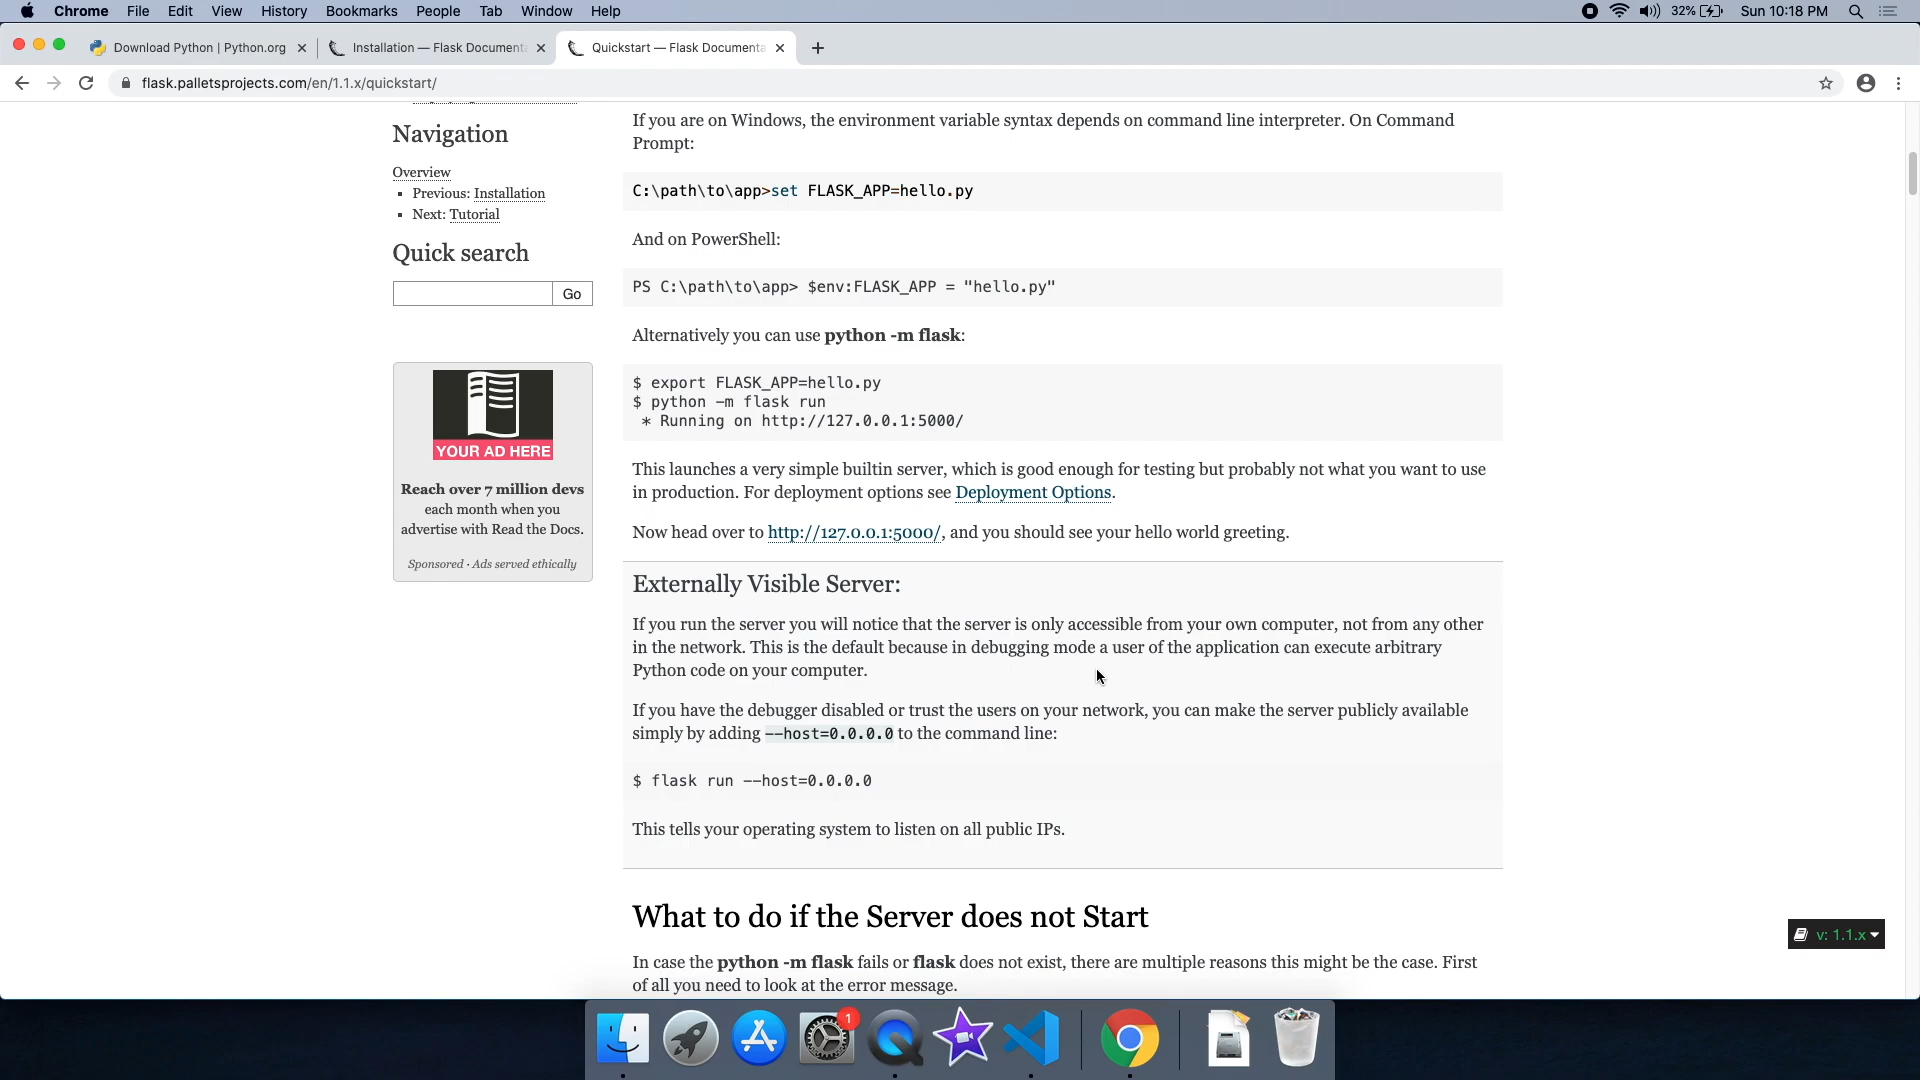 Chrome File Edit View History Bookmarks People Tab Window Help 32% Sun 10:18 PM
Download Python | Python.org Installation — Flask Documenta Quickstart — Flask Documenta
flask.palletsprojects.com/en/1.1.x/quickstart/
Navigation
Overview
Previous: Installation
Next: Tutorial
Quick search
Go
YOUR AD HERE
Reach over 7 million devs
each month when you
advertise with Read the Docs.
Sponsored · Ads served ethically
If you are on Windows, the environment variable syntax depends on command line interpreter. On Command
Prompt:
C:\path\to\app>set FLASK_APP=hello.py
And on PowerShell:
PS C:\path\to\app> $env:FLASK_APP = "hello.py"
Alternatively you can use python -m flask:
$ export FLASK_APP=hello.py
$ python -m flask run
* Running on http://127.0.0.1:5000/
This launches a very simple builtin server, which is good enough for testing but probably not what you want to use
in production. For deployment options see Deployment Options.
Now head over to http://127.0.0.1:5000/, and you should see your hello world greeting.
Externally Visible Server:
If you run the server you will notice that the server is only accessible from your own computer, not from any other
in the network. This is the default because in debugging mode a user of the application can execute arbitrary
Python code on your computer.
If you have the debugger disabled or trust the users on your network, you can make the server publicly available
simply by adding --host=0.0.0.0 to the command line:
$ flask run --host=0.0.0.0
This tells your operating system to listen on all public IPs.
What to do if the Server does not Start
In case the python -m flask fails or flask does not exist, there are multiple reasons this might be the case. First
of all you need to look at the error message.
v: 1.1.x
1